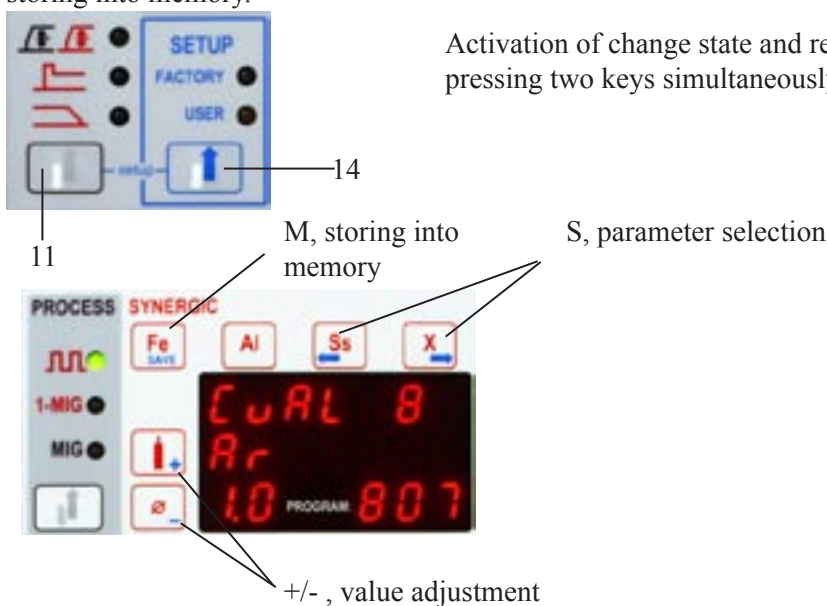 storing into memory.
SETUP
FACTORY
USER
setup
Activation of change state and re
pressing two keys simultaneously
14
11
M, storing into
memory
S, parameter selection
PROCESS SYNERGIC
Fe
SAVE
Al
Ss
X
1-MIG
MIG
CuAL 8
Ar
1.0 PROGRAM 807
+
ø
-
+/- , value adjustment